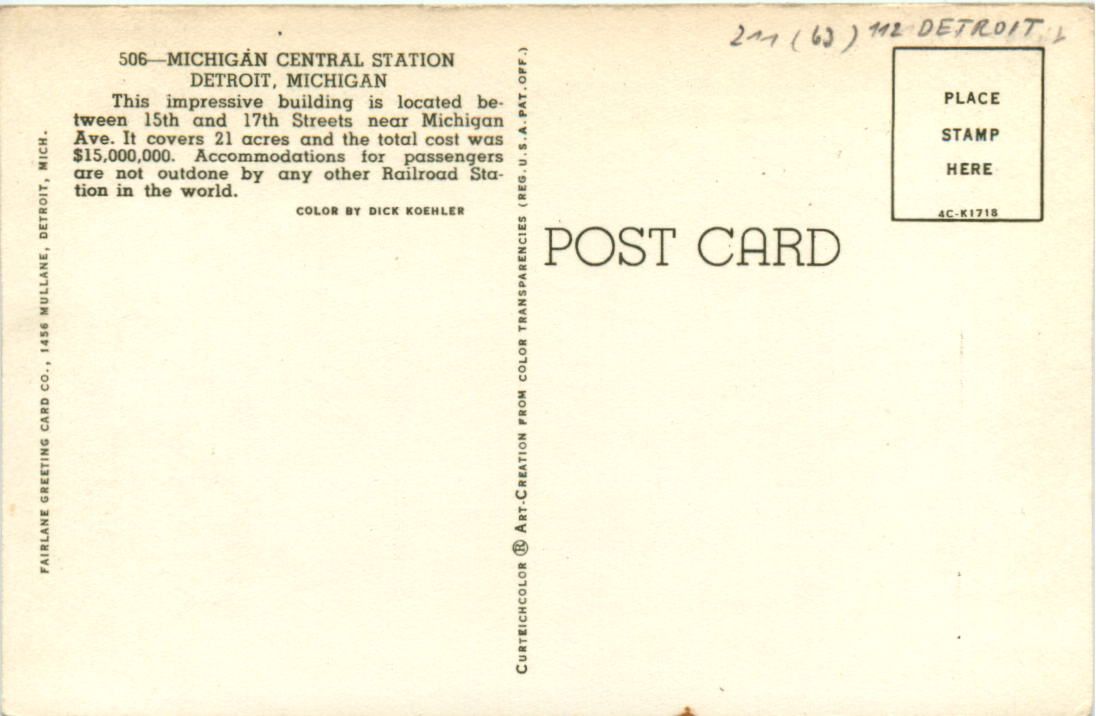 211 (63) 112 DETROIT
506—MICHIGAN CENTRAL STATION
DETROIT, MICHIGAN
This impressive building is located be-
tween 15th and 17th Streets near Michigan
Ave. It covers 21 acres and the total cost was
$15,000,000. Accommodations for passengers
are not outdone by any other Railroad Sta-
tion in the world.
COLOR BY DICK KOEHLER
FAIRLANE GREETING CARD CO., 1456 MULLANE, DETROIT, MICH.
CURTEICHCOLOR ® ART-CREATION FROM COLOR TRANSPARENCIES (REG. U.S.A. PAT. OFF.)
POST CARD
PLACE
STAMP
HERE
4C-K1718